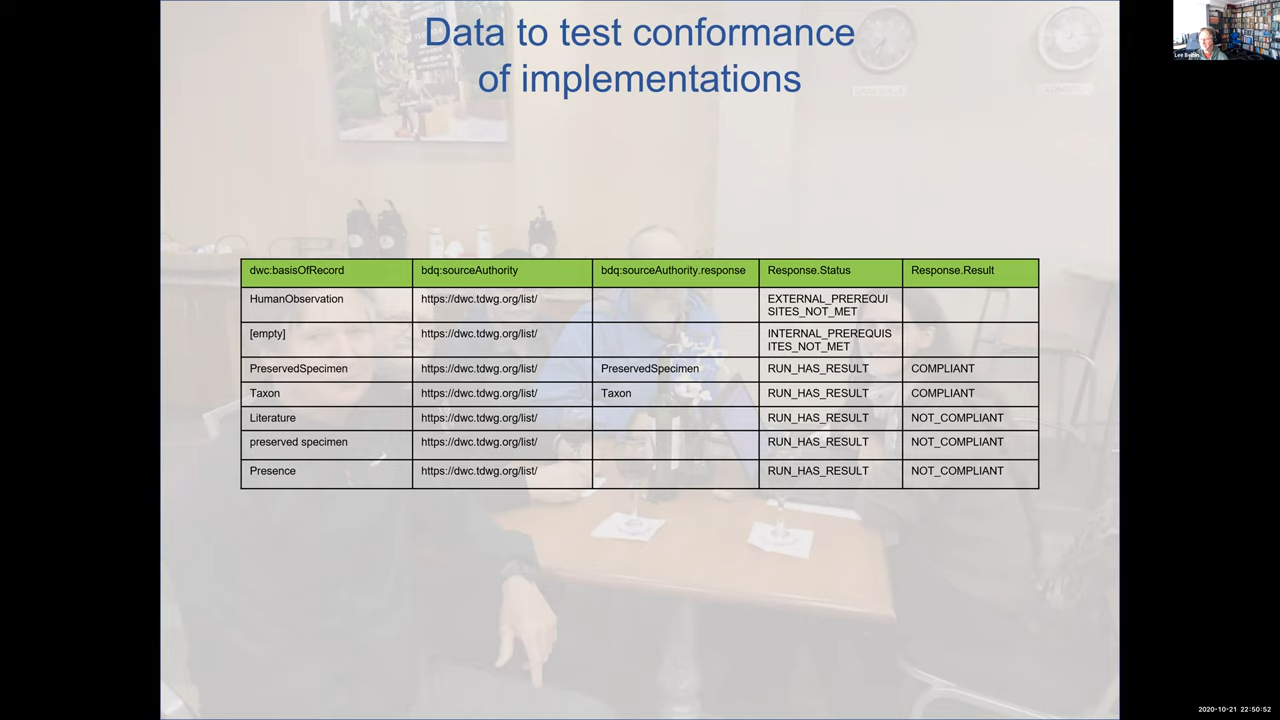 Data to test conformance
of implementations
dwc:basisOfRecord bdq:sourceAuthority bdq:sourceAuthority.response Response.Status Response.Result
HumanObservation https://dwc.tdwg.org/list/ EXTERNAL_PREREQUI
SITES_NOT_MET
[empty] https://dwc.tdwg.org/list/ INTERNAL_PREREQUIS
ITES_NOT_MET
PreservedSpecimen https://dwc.tdwg.org/list/ PreservedSpecimen RUN_HAS_RESULT COMPLIANT
Taxon https://dwc.tdwg.org/list/ Taxon RUN_HAS_RESULT COMPLIANT
Literature https://dwc.tdwg.org/list/ RUN_HAS_RESULT NOT_COMPLIANT
preserved specimen https://dwc.tdwg.org/list/ RUN_HAS_RESULT NOT_COMPLIANT
Presence https://dwc.tdwg.org/list/ RUN_HAS_RESULT NOT_COMPLIANT
2020-10-21 22:50:52